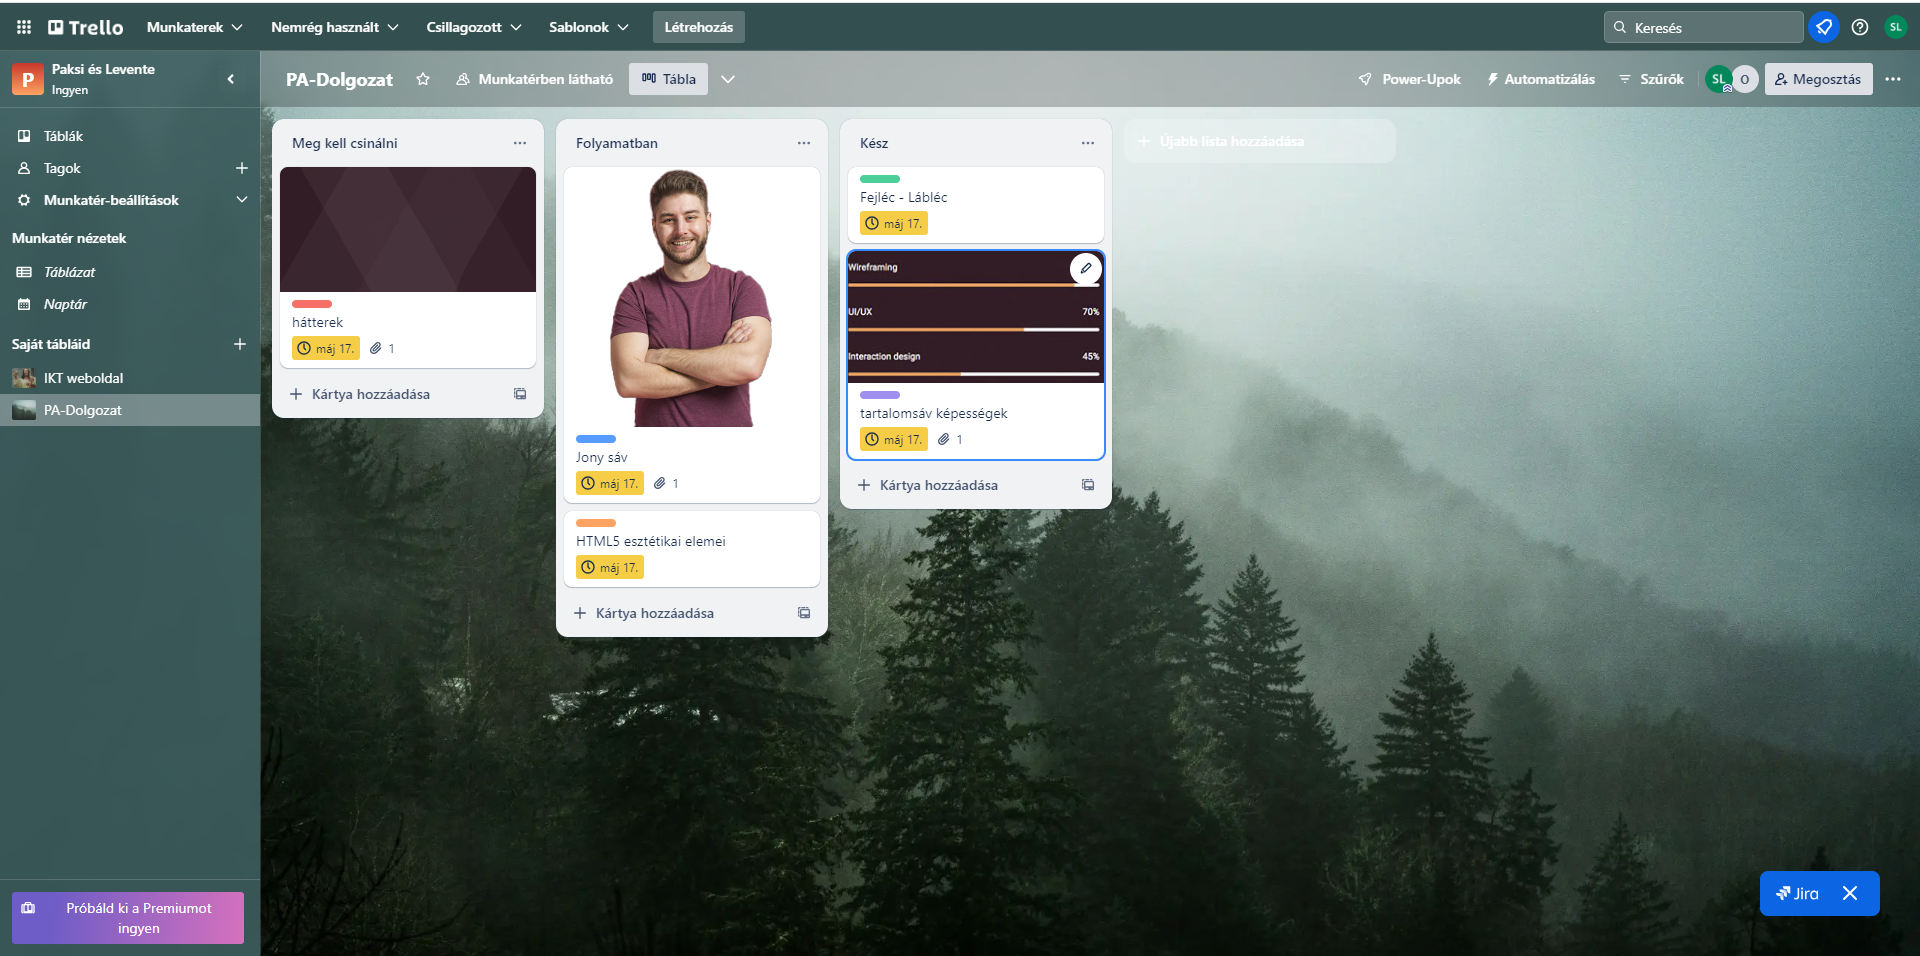 Trello
Munkaterek
Nemrég használt
Csillagozott
Sablonok
Létrehozás
Keresés
SL
P
Paksi és Levente
Ingyen
PA-Dolgozat
Munkatérben látható
Tábla
Power-Upok
Automatizálás
Szűrők
SL
O
Megosztás
Táblák
Tagok
Munkatér-beállítások
Munkatér nézetek
Táblázat
Naptár
Saját tábláid
IKT weboldal
PA-Dolgozat
Próbáld ki a Premiumot
ingyen
Meg kell csinálni
hátterek
máj 17.
1
Kártya hozzáadása
Folyamatban
Jony sáv
máj 17.
1
HTML5 esztétikai elemei
máj 17.
Kártya hozzáadása
Kész
Fejléc - Lábléc
máj 17.
Wireframing
UI/UX 70%
Interaction design 45%
tartalomsáv képességek
máj 17.
1
Kártya hozzáadása
Újabb lista hozzáadása
Jira